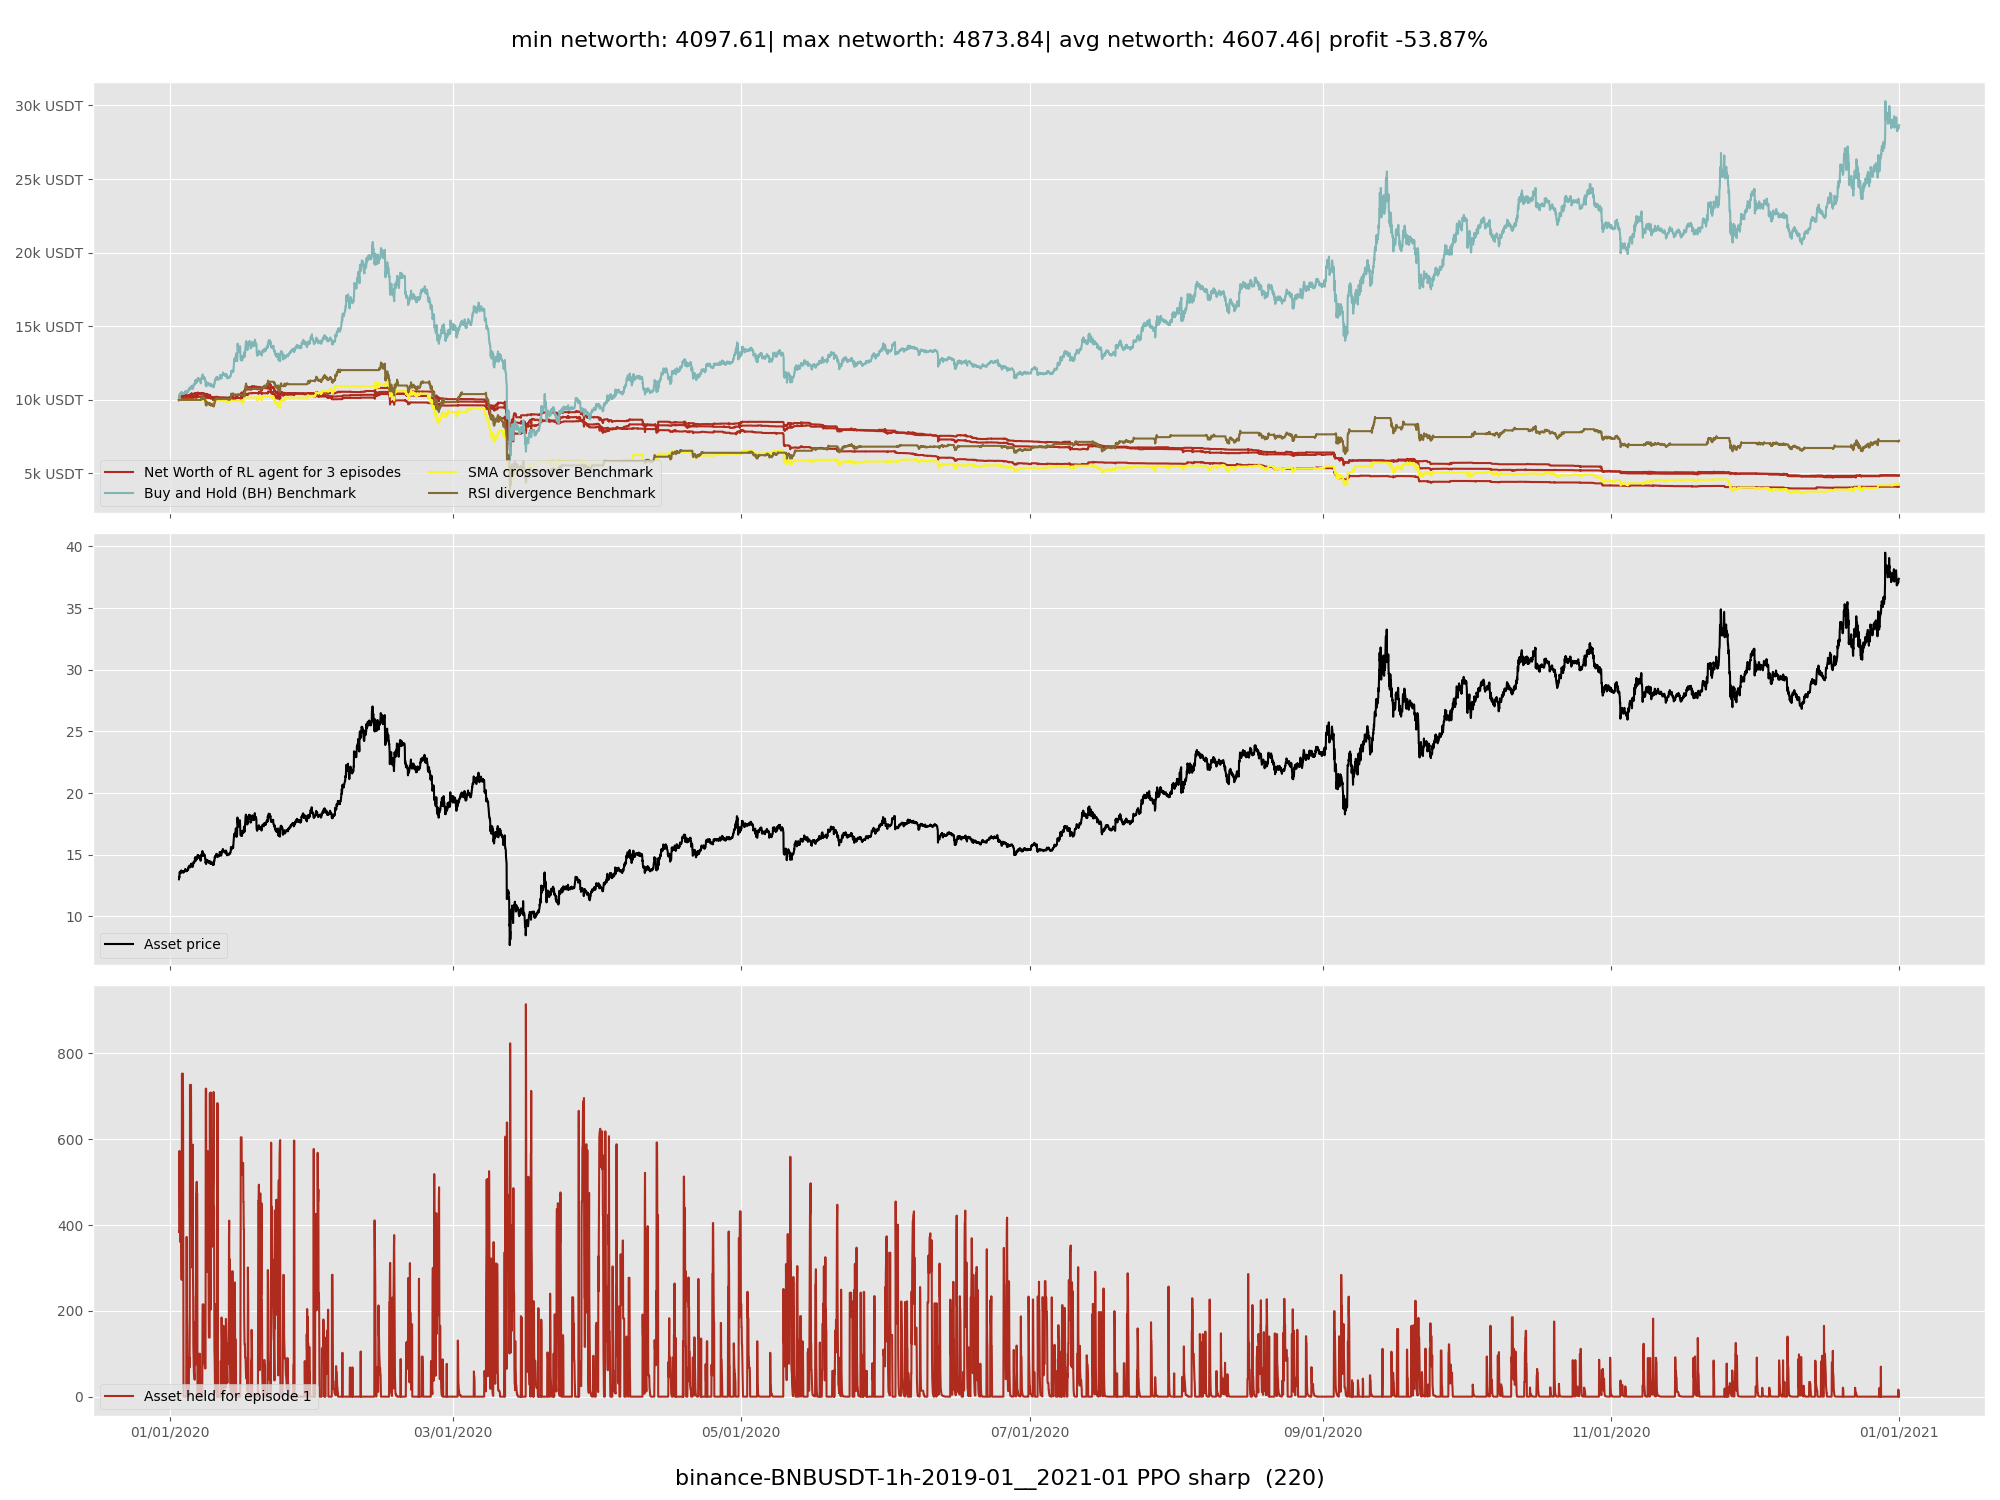 min networth: 4097.61| max networth: 4873.84| avg networth: 4607.46| profit -53.87%
30k USDT
25k USDT
20k USDT
15k USDT
10k USDT
5k USDT
Net Worth of RL agent for 3 episodes
Buy and Hold (BH) Benchmark
SMA crossover Benchmark
RSI divergence Benchmark
40
35
30
25
20
15
10
Asset price
800
600
400
200
0
Asset held for episode 1
01/01/2020 03/01/2020 05/01/2020 07/01/2020 09/01/2020 11/01/2020 01/01/2021
binance-BNBUSDT-1h-2019-01__2021-01 PPO sharp  (220)